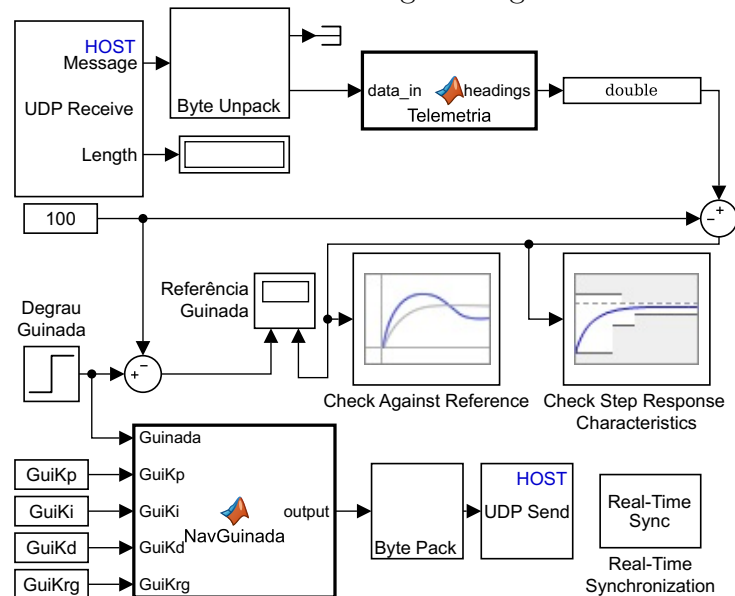 HOST
Message
UDP Receive
Length
Byte Unpack
data_in
headings
Telemetria
double
100
+
−
Referência
Guinada
Degrau
Guinada
+
−
Check Against Reference
Check Step Response
Characteristics
Guinada
GuiKp
GuiKp
GuiKi
GuiKi
GuiKd
GuiKd
GuiKrg
GuiKrg
NavGuinada
output
Byte Pack
HOST
UDP Send
Real-Time
Sync
Real-Time
Synchronization